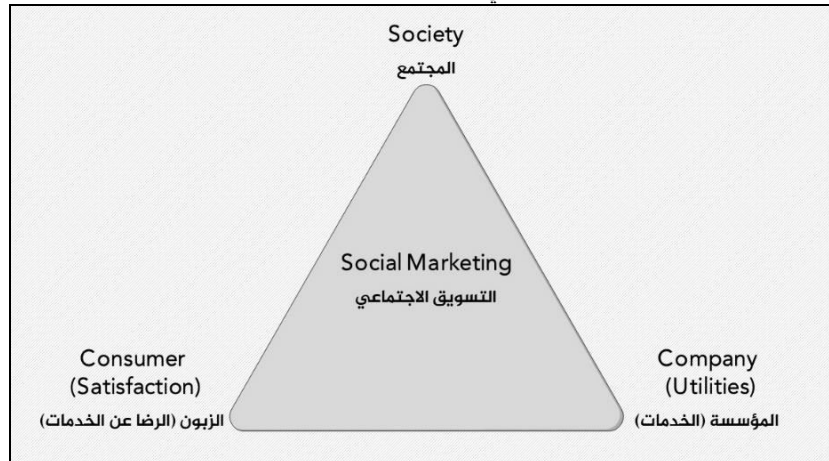 Society
المجتمع
Social Marketing
التسويق الاجتماعي
Consumer
(Satisfaction)
الزبون (الرضا عن الخدمات)
Company
(Utilities)
المؤسسة (الخدمات)